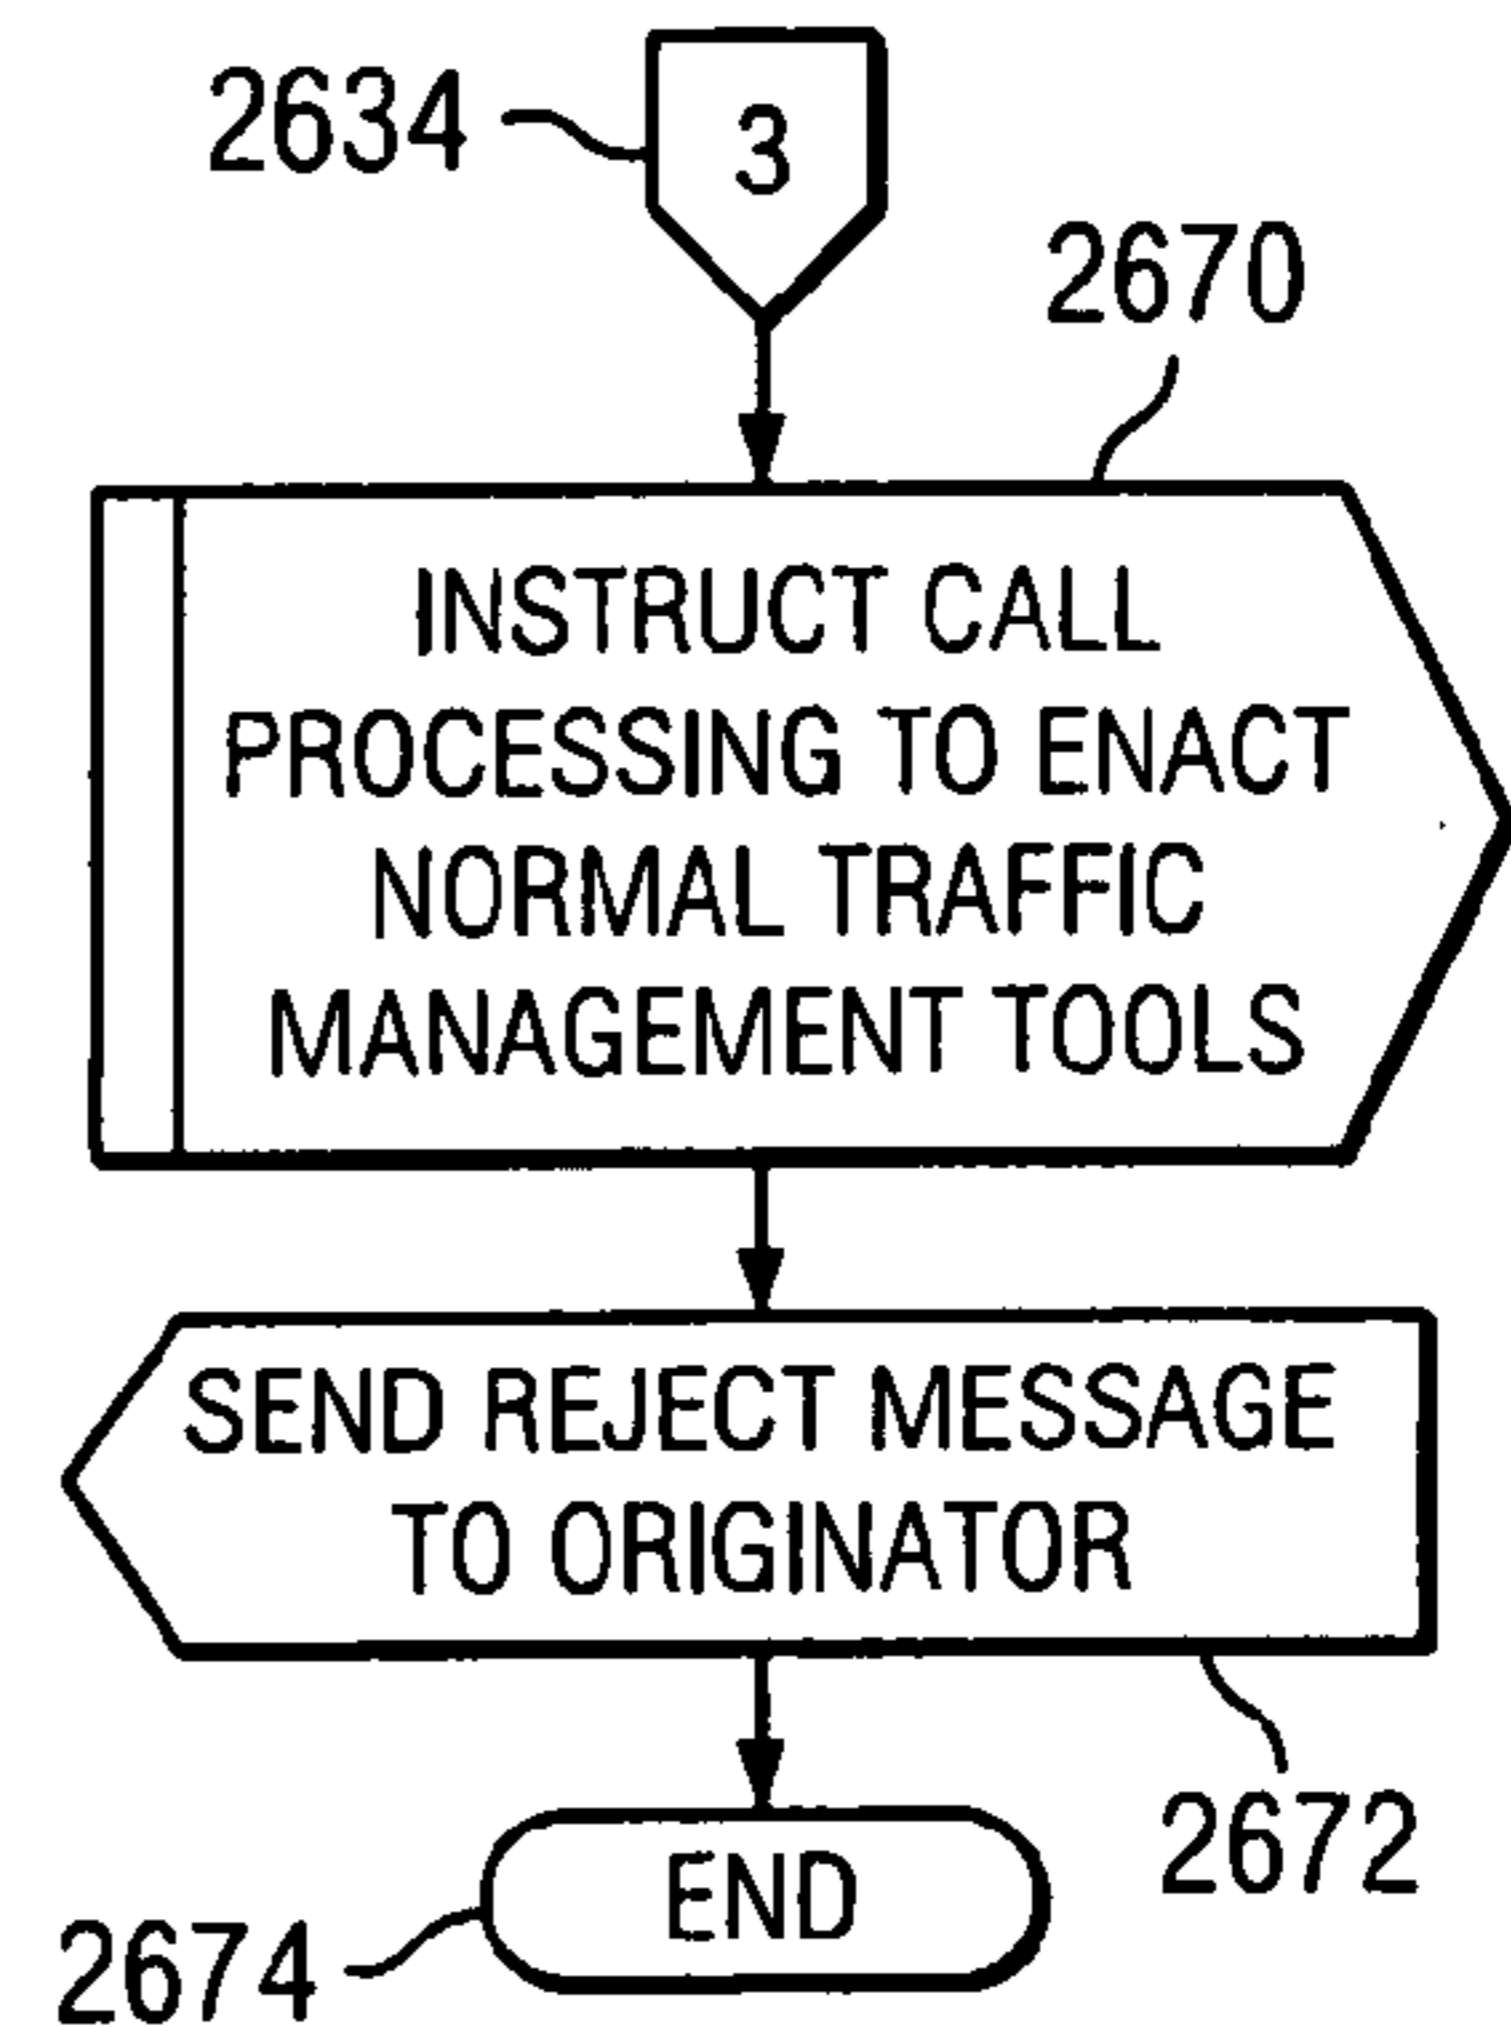 2634
3
2670
INSTRUCT CALL
PROCESSING TO ENACT
NORMAL TRAFFIC
MANAGEMENT TOOLS
SEND REJECT MESSAGE
TO ORIGINATOR
2672
END
2674